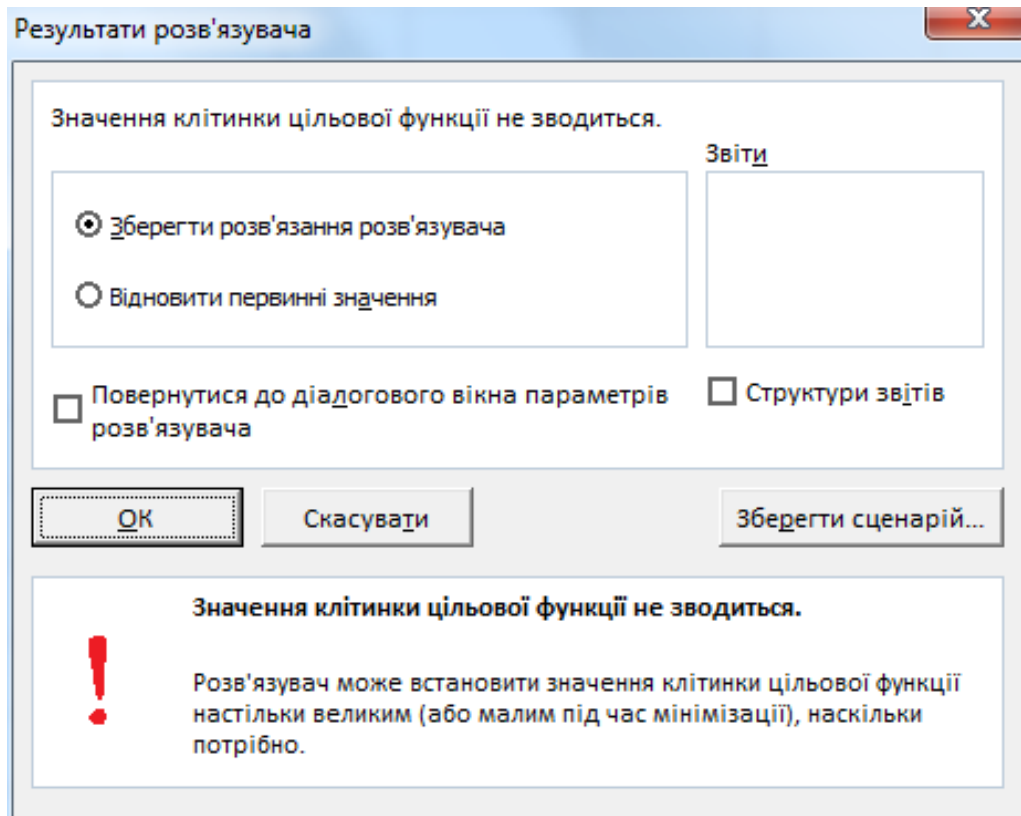 Результати розв'язувача
Значення клітинки цільової функції не зводиться.
Звіти
Зберегти розв'язання розв'язувача
Відновити первинні значення
Повернутися до діалогового вікна параметрів
розв'язувача
Структури звітів
ОК
Скасувати
Зберегти сценарій...
Значення клітинки цільової функції не зводиться.
Розв'язувач може встановити значення клітинки цільової функції
настільки великим (або малим під час мінімізації), наскільки
потрібно.